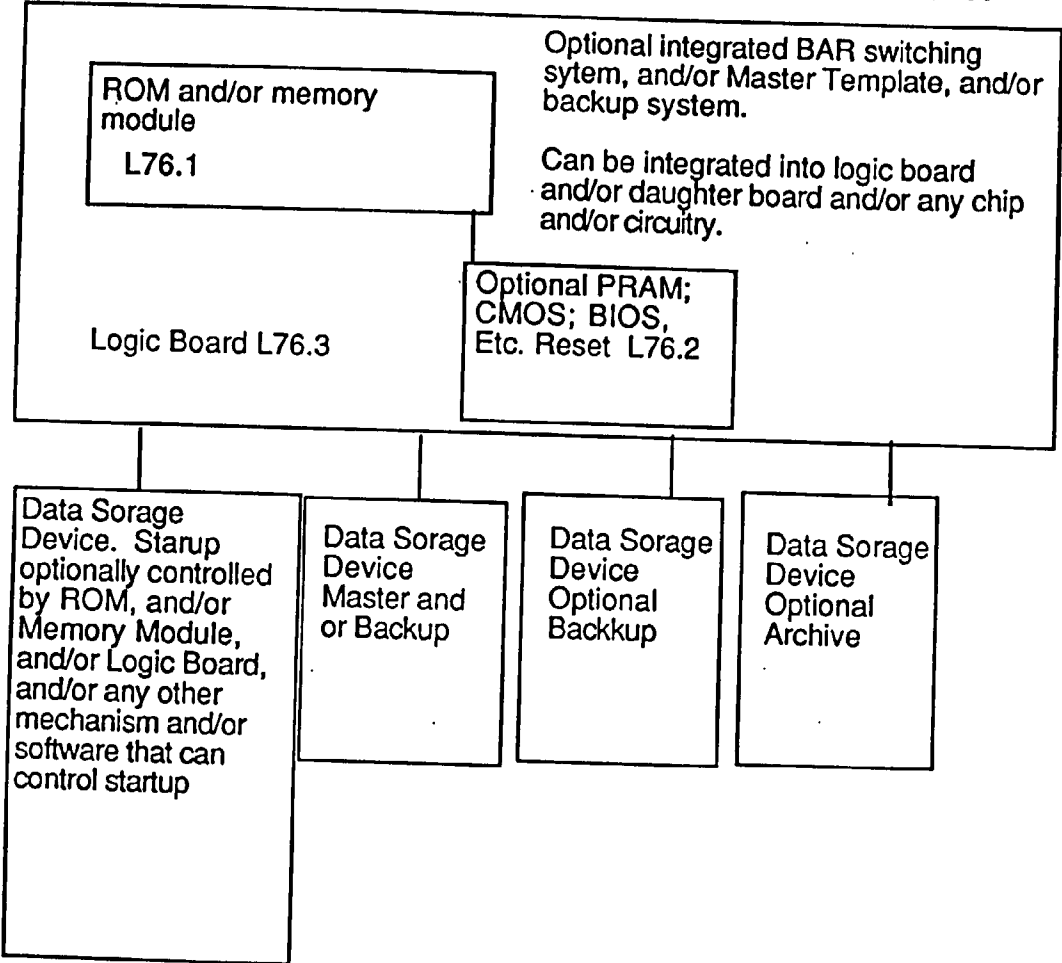 Optional integrated BAR switching
sytem, and/or Master Template, and/or
backup system.
Can be integrated into logic board
and/or daughter board and/or any chip
and/or circuitry.
ROM and/or memory
module
L76.1
Optional PRAM;
CMOS; BIOS,
Etc. Reset L76.2
Logic Board L76.3
Data Sorage
Device. Starup
optionally controlled
by ROM, and/or
Memory Module,
and/or Logic Board,
and/or any other
mechanism and/or
software that can
control startup
Data Sorage
Device
Master and
or Backup
Data Sorage
Device
Optional
Backkup
Data Sorage
Device
Optional
Archive